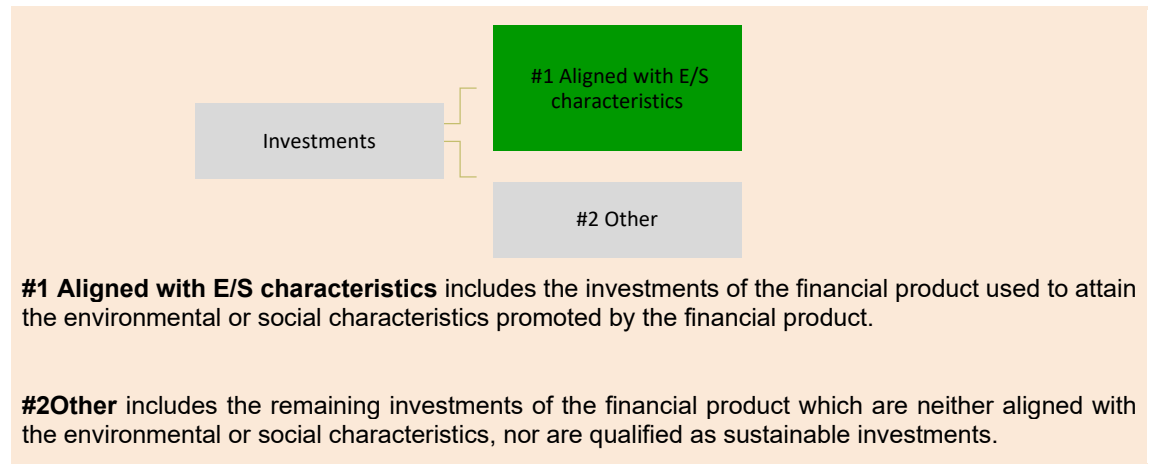 #1 Aligned with E/S
characteristics
Investments
#2 Other
#1 Aligned with E/S characteristics includes the investments of the financial product used to attain
the environmental or social characteristics promoted by the financial product.
#2Other includes the remaining investments of the financial product which are neither aligned with
the environmental or social characteristics, nor are qualified as sustainable investments.